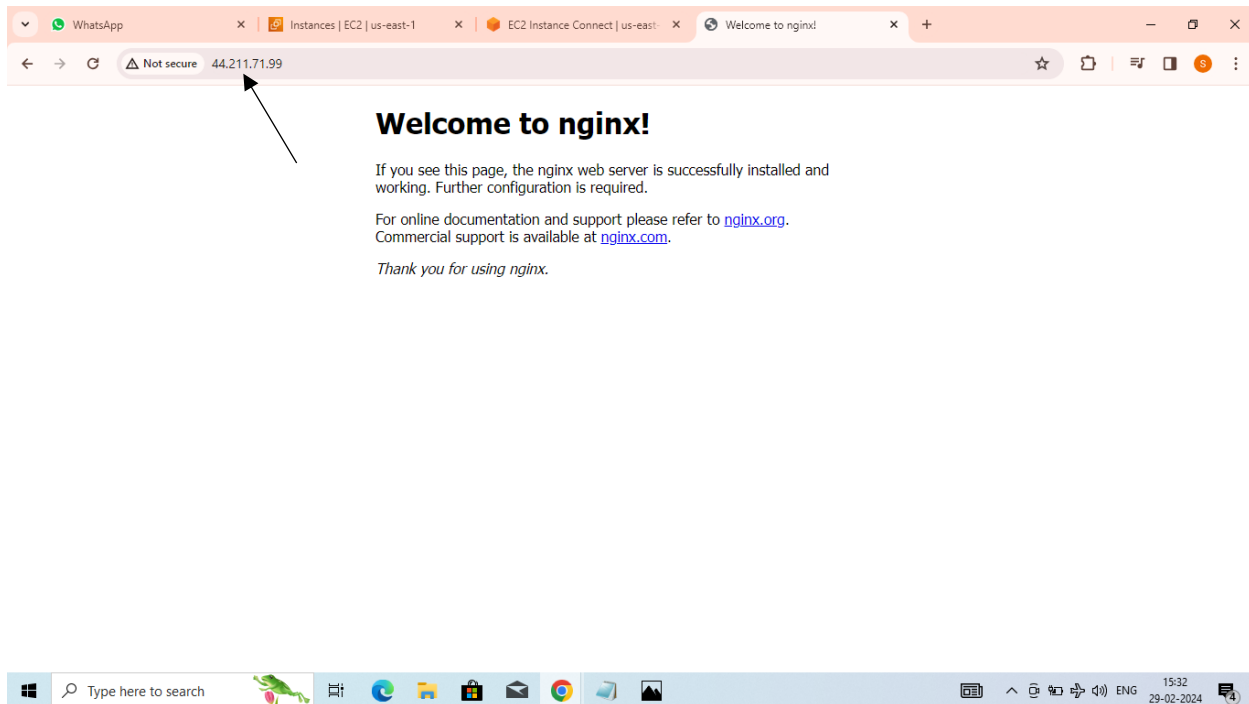 WhatsApp
Instances | EC2 | us-east-1
EC2 Instance Connect | us-east-
Welcome to nginx!
Not secure
44.211.71.99
S
Welcome to nginx!
If you see this page, the nginx web server is successfully installed and
working. Further configuration is required.
For online documentation and support please refer to nginx.org.
Commercial support is available at nginx.com.
Thank you for using nginx.
Type here to search
ENG
15:32
29-02-2024
4